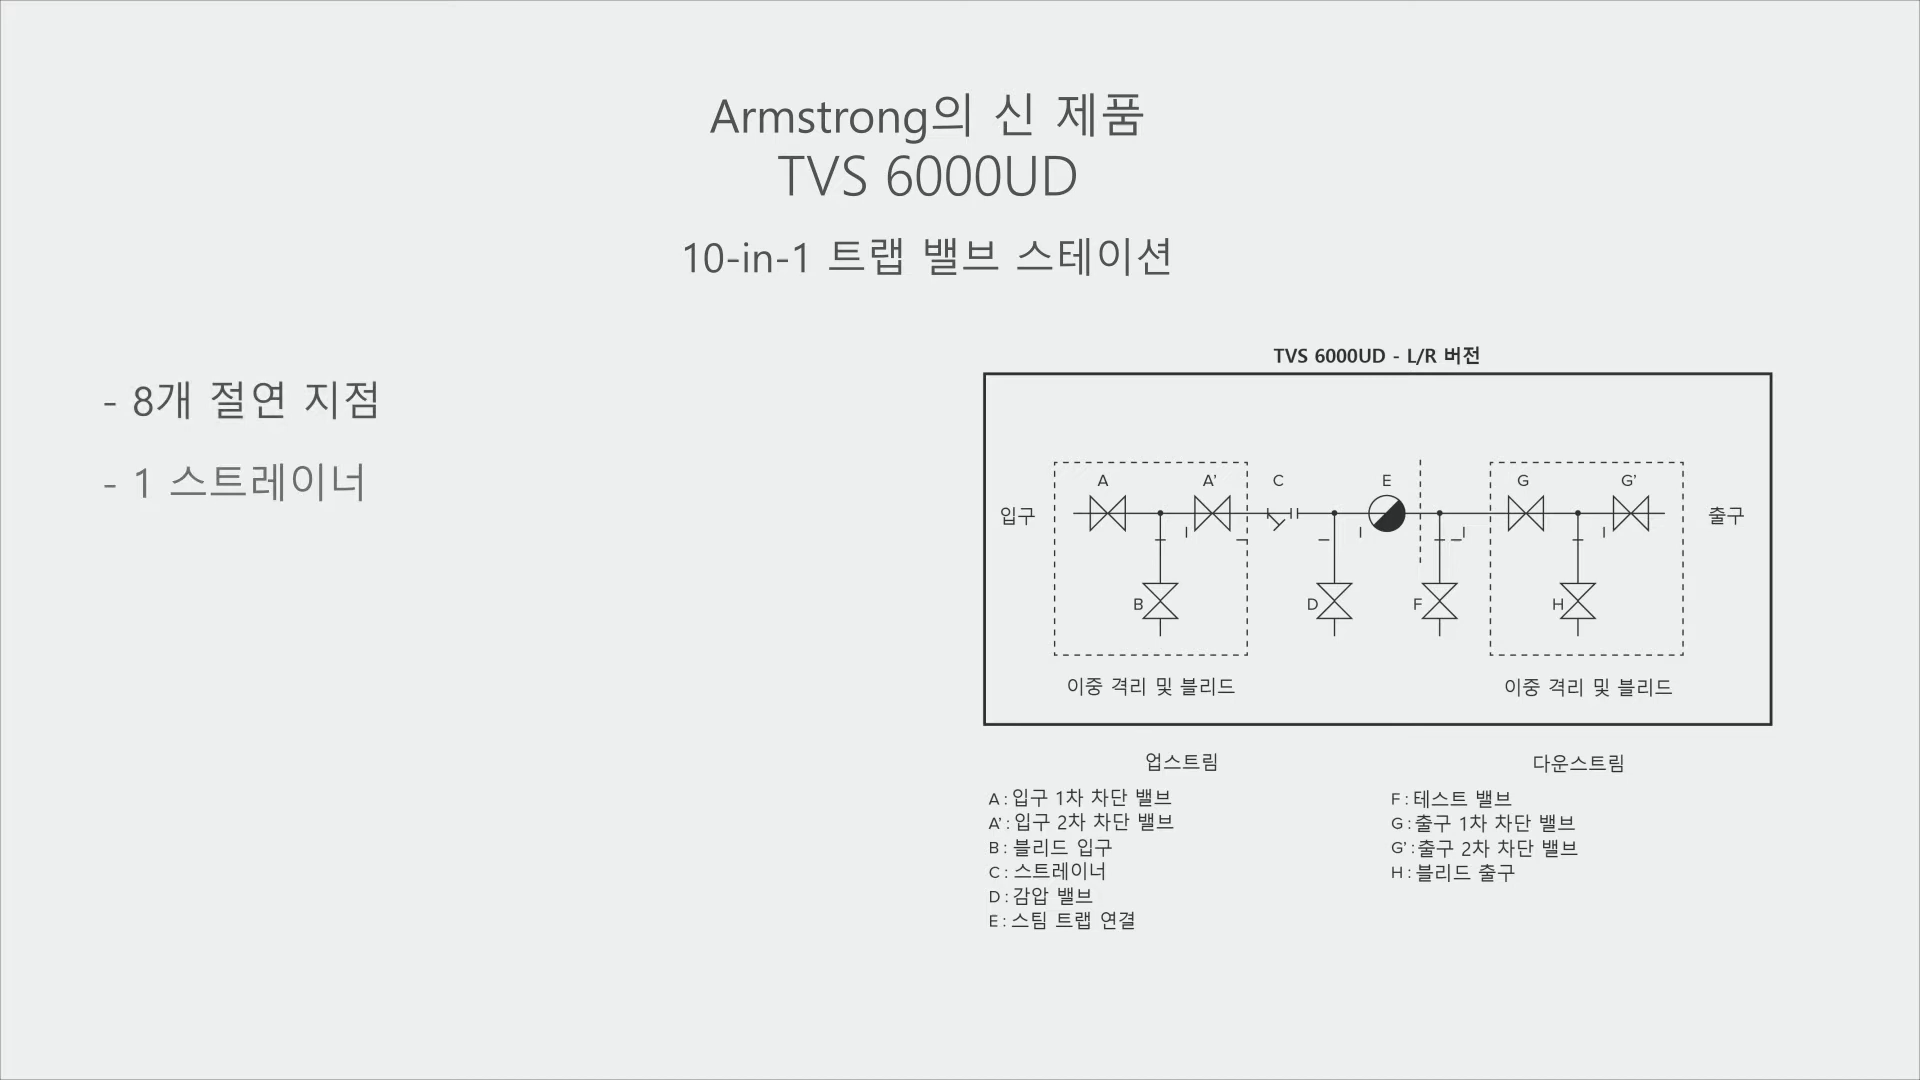 Armstrong의 신 제품
TVS 6000UD
10-in-1 트랩 밸브 스테이션
- 8개 절연 지점
- 1 스트레이너
TVS 6000UD - L/R 버전
A A' C E G G'
입구 출구
B D F H
이중 격리 및 블리드 이중 격리 및 블리드
업스트림
A : 입구 1차 차단 밸브
A' : 입구 2차 차단 밸브
B : 블리드 입구
C : 스트레이너
D : 감압 밸브
E : 스팀 트랩 연결
다운스트림
F : 테스트 밸브
G : 출구 1차 차단 밸브
G' : 출구 2차 차단 밸브
H : 블리드 출구